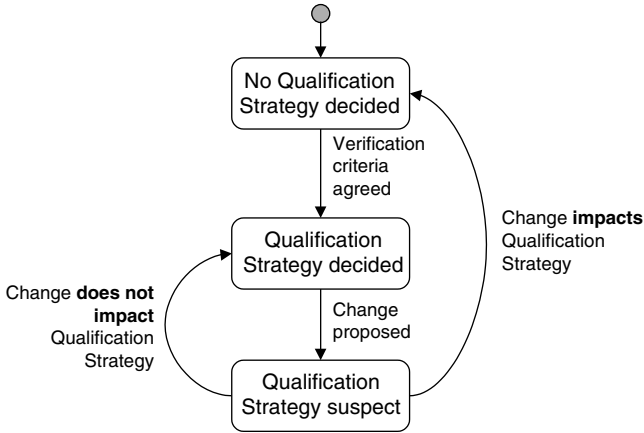 No Qualification
Strategy decided
Verification
criteria
agreed
Change impacts
Qualification
Strategy
Qualification
Strategy decided
Change does not
impact
Qualification
Strategy
Change
proposed
Qualification
Strategy suspect